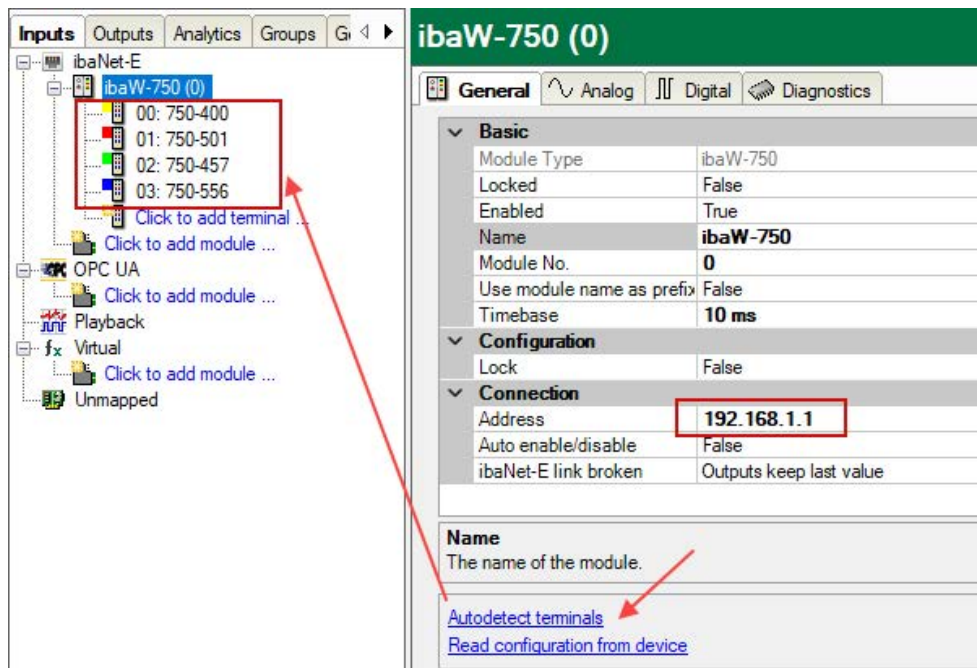 Inputs Outputs Analytics Groups
ibaNet-E
ibaW-750 (0)
00: 750-400
01: 750-501
02: 750-457
03: 750-556
Click to add terminal ...
Click to add module ...
OPC UA
Click to add module ...
Playback
fx Virtual
Click to add module ...
Unmapped
ibaW-750 (0)
General Analog Digital Diagnostics
Basic
Module Type ibaW-750
Locked False
Enabled True
Name ibaW-750
Module No. 0
Use module name as prefix False
Timebase 10 ms
Configuration
Lock False
Connection
Address 192.168.1.1
Auto enable/disable False
ibaNet-E link broken Outputs keep last value
Name
The name of the module.
Autodetect terminals
Read configuration from device